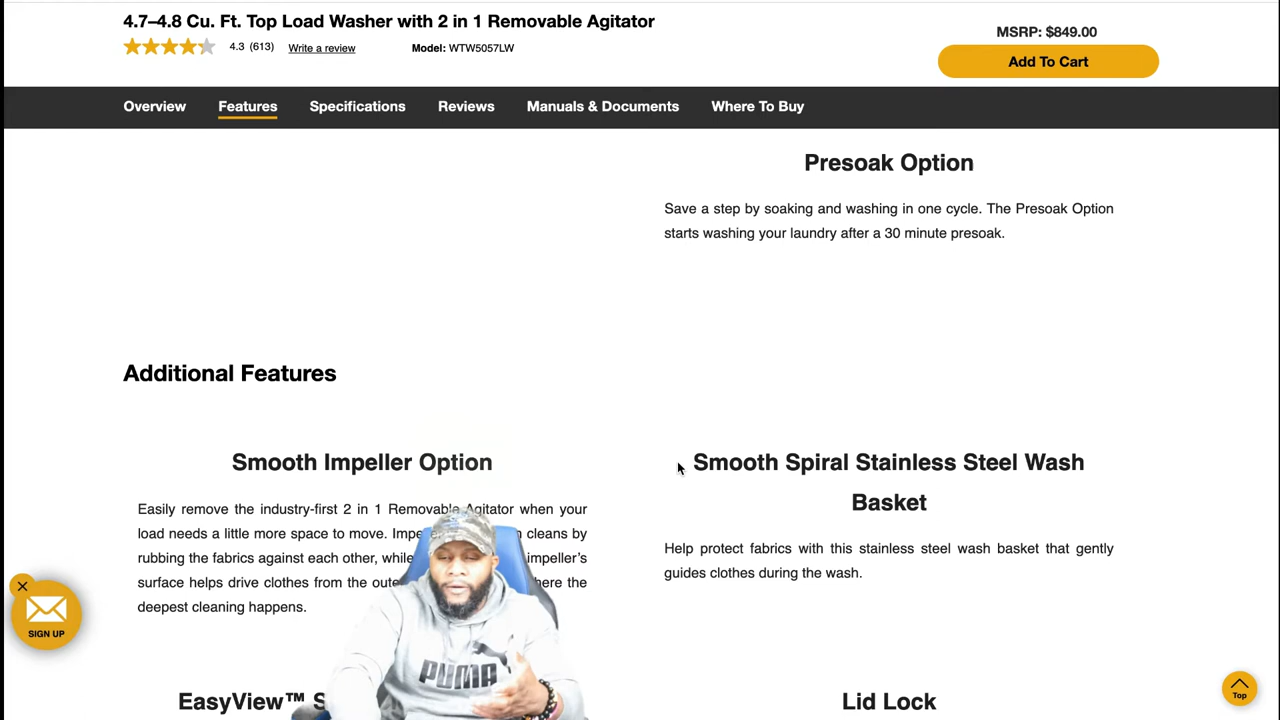 4.7–4.8 Cu. Ft. Top Load Washer with 2 in 1 Removable Agitator
4.3 (613) Write a review Model: WTW5057LW
MSRP: $849.00
Add To Cart
Overview Features Specifications Reviews Manuals & Documents Where To Buy
Presoak Option
Save a step by soaking and washing in one cycle. The Presoak Option
starts washing your laundry after a 30 minute presoak.
Additional Features
Smooth Impeller Option
Easily remove the industry-first 2 in 1 Removable Agitator when your
load needs a little more space to move. cleans by
rubbing the fabrics against each other, while impeller’s
surface helps drive clothes from the the
deepest cleaning happens.
Smooth Spiral Stainless Steel Wash
Basket
Help protect fabrics with this stainless steel wash basket that gently
guides clothes during the wash.
EasyView™
Lid Lock
SIGN UP
Top
PUMA